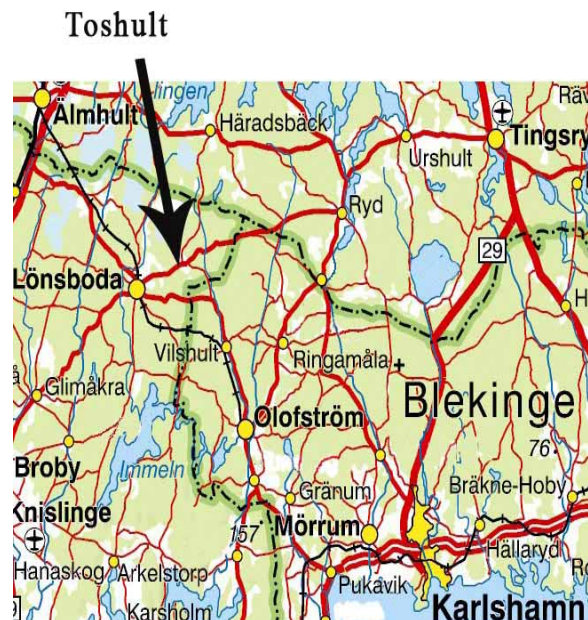 Toshult
Älmhult
Häradsbäck
Urshult
Tingsry
Ryd
29
Lönsboda
Vilshult
Ringamåla
Glimåkra
Blekinge
Olofström
Broby
Immeln
76
Gränum
Bräkne-Hoby
Knislinge
157
Mörrum
Hällaryd
Hanaskog
Arkelstorp
Pukavik
Karsholm
Karlshamn